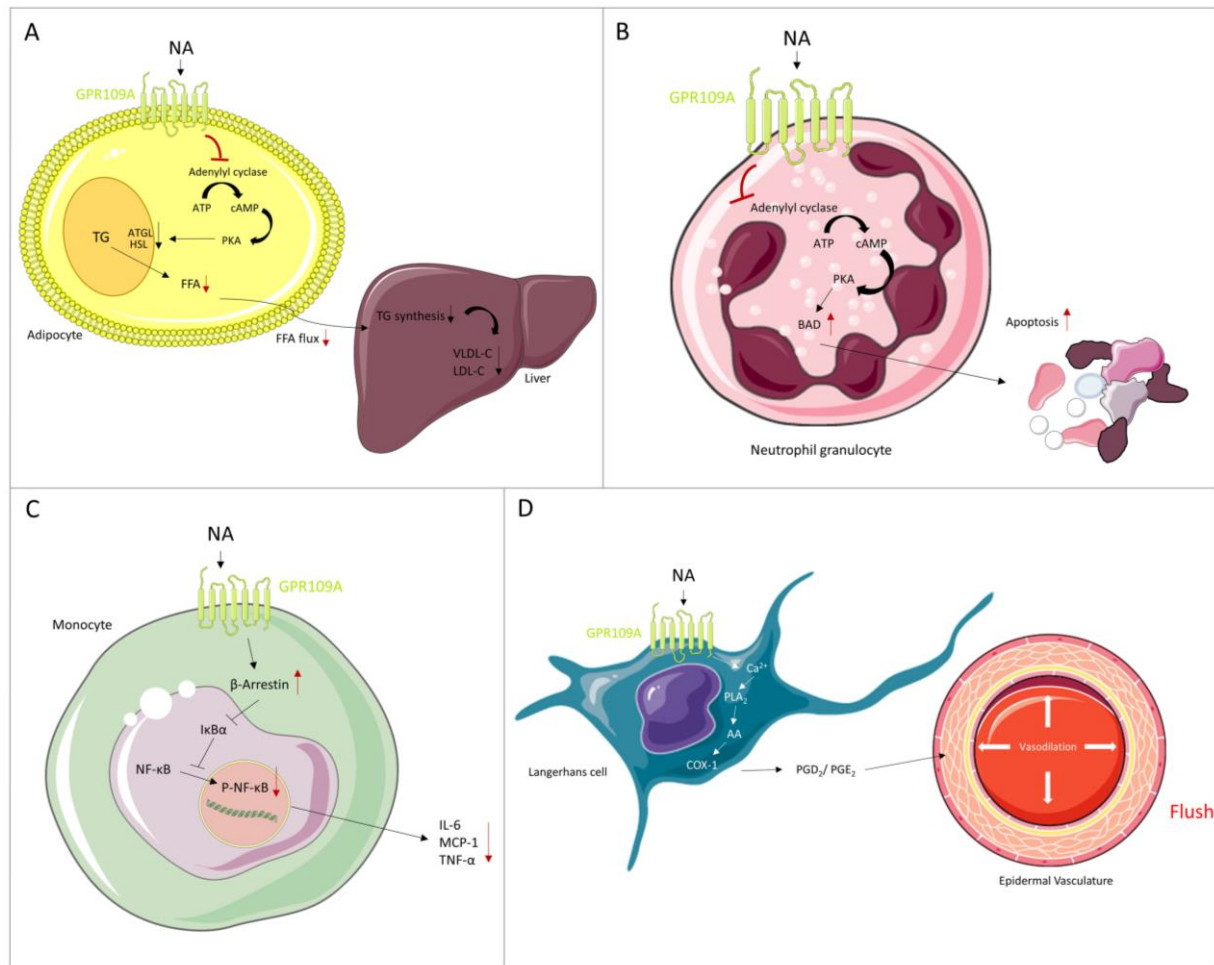 A
NA
GPR109A
Adenylyl cyclase
ATP cAMP
TG
ATGL
HSL
PKA
FFA
Adipocyte
FFA flux
TG synthesis
VLDL-C
LDL-C
Liver
B
NA
GPR109A
Adenylyl cyclase
ATP cAMP
PKA
BAD
Apoptosis
Neutrophil granulocyte
C
NA
GPR109A
Monocyte
β-Arrestin
IκBα
NF-κB
P-NF-κB
IL-6
MCP-1
TNF-α
D
NA
GPR109A
Ca²⁺
PLA₂
AA
COX-1
Langerhans cell
PGD₂/ PGE₂
Vasodilation
Flush
Epidermal Vasculature